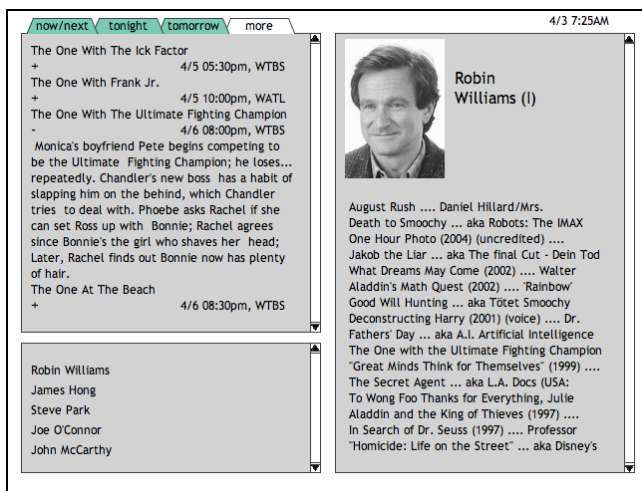 now/next
tonight
tomorrow
more
4/3 7:25AM
The One With The Ick Factor
+ 4/5 05:30pm, WTBS
The One With Frank Jr.
+ 4/5 10:00pm, WATL
The One With The Ultimate Fighting Champion
- 4/6 08:00pm, WTBS
Monica's boyfriend Pete begins competing to
be the Ultimate Fighting Champion; he loses...
repeatedly. Chandler's new boss has a habit of
slapping him on the behind, which Chandler
tries to deal with. Phoebe asks Rachel if she
can set Ross up with Bonnie; Rachel agrees
since Bonnie's the girl who shaves her head;
Later, Rachel finds out Bonnie now has plenty
of hair.
The One At The Beach
+ 4/6 08:30pm, WTBS
Robin Williams
James Hong
Steve Park
Joe O'Connor
John McCarthy
Robin
Williams (I)
August Rush .... Daniel Hillard/Mrs.
Death to Smoochy ... aka Robots: The IMAX
One Hour Photo (2004) (uncredited) ....
Jakob the Liar ... aka The final Cut - Dein Tod
What Dreams May Come (2002) .... Walter
Aladdin's Math Quest (2002) .... 'Rainbow'
Good Will Hunting ... aka Tötet Smoochy
Deconstructing Harry (2001) (voice) .... Dr.
Fathers' Day ... aka A.I. Artificial Intelligence
The One with the Ultimate Fighting Champion
"Great Minds Think for Themselves" (1999) ....
The Secret Agent ... aka L.A. Docs (USA:
To Wong Foo Thanks for Everything, Julie
Aladdin and the King of Thieves (1997) ....
In Search of Dr. Seuss (1997) .... Professor
"Homicide: Life on the Street" ... aka Disney's